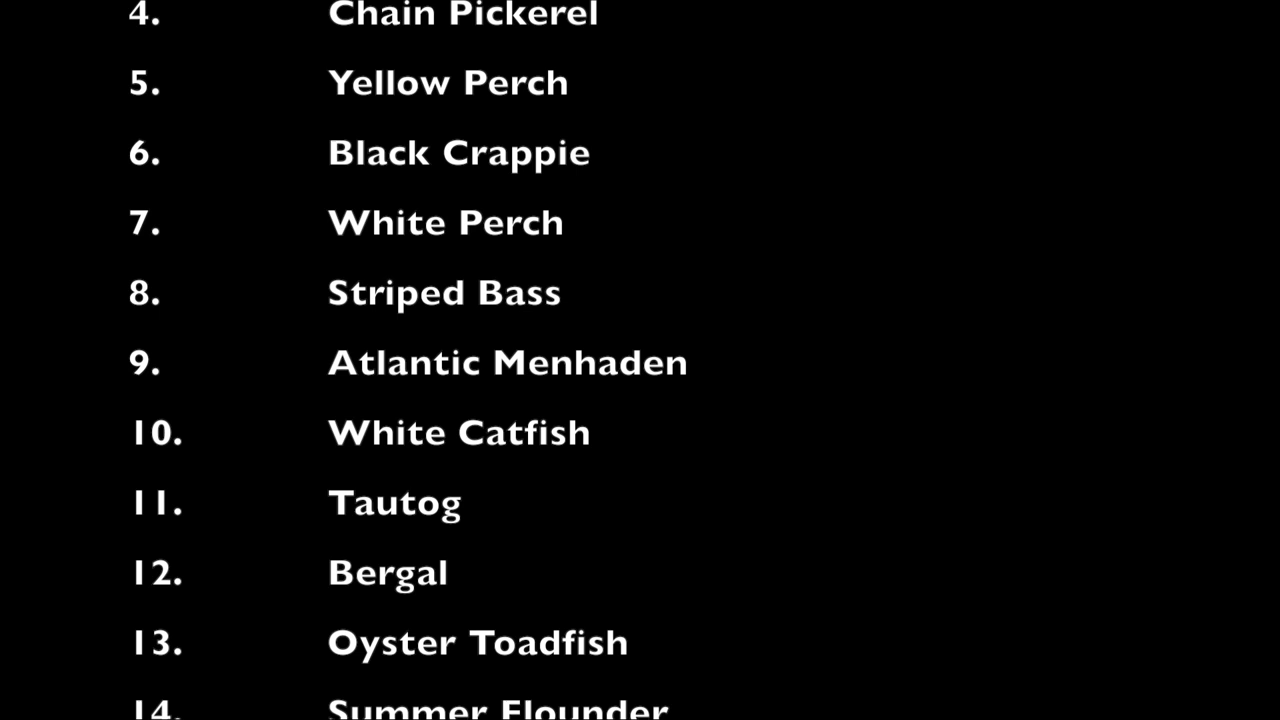 4. Chain Pickerel
5. Yellow Perch
6. Black Crappie
7. White Perch
8. Striped Bass
9. Atlantic Menhaden
10. White Catfish
11. Tautog
12. Bergal
13. Oyster Toadfish
14. Summer Flounder